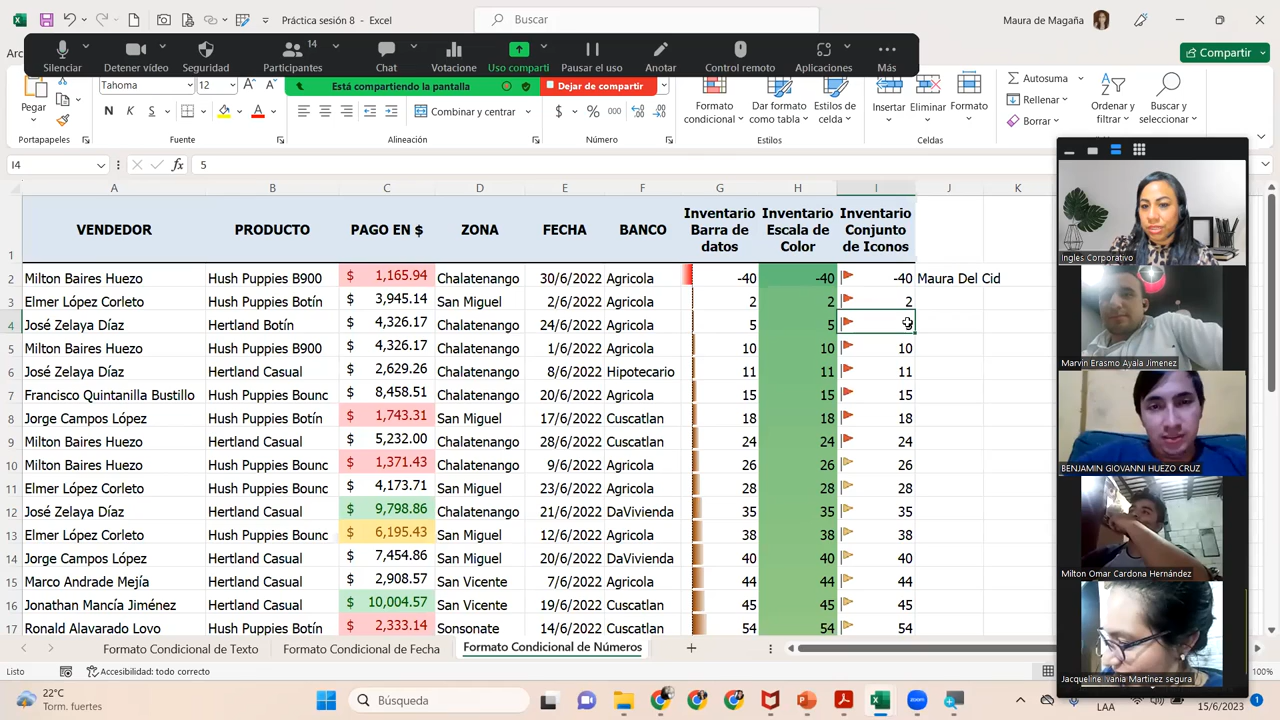 Práctica sesión 8 - Excel
Buscar
Maura de Magaña
Silenciar
Detener vídeo
Seguridad
Participantes
14
Chat
Votacione
Uso comparti
Pausar el uso
Anotar
Control remoto
Aplicaciones
Más
Compartir
Está compartiendo la pantalla
Dejar de compartir
Pegar
Tahoma
12
N K S
Combinar y centrar
$ % 000
Formato condicional
Dar formato como tabla
Estilos de celda
Insertar
Eliminar
Formato
Autosuma
Rellenar
Borrar
Ordenar y filtrar
Buscar y seleccionar
Portapapeles
Fuente
Alineación
Número
Estilos
Celdas
I4
fx
5
A B C D E F G H I J K
1 VENDEDOR PRODUCTO PAGO EN $ ZONA FECHA BANCO Inventario Barra de datos Inventario Escala de Color Inventario Conjunto de Iconos
2 Milton Baires Huezo Hush Puppies B900 $ 1,165.94 Chalatenango 30/6/2022 Agricola -40 -40 -40 Maura Del Cid
3 Elmer López Corleto Hush Puppies Botín $ 3,945.14 San Miguel 2/6/2022 Agricola 2 2 2
4 José Zelaya Díaz Hertland Botín $ 4,326.17 Chalatenango 24/6/2022 Agricola 5 5
5 Milton Baires Huezo Hush Puppies B900 $ 4,326.17 Chalatenango 1/6/2022 Agricola 10 10 10
6 José Zelaya Díaz Hertland Casual $ 2,629.26 Chalatenango 8/6/2022 Hipotecario 11 11 11
7 Francisco Quintanilla Bustillo Hush Puppies Bounc $ 8,458.51 Chalatenango 20/6/2022 Agricola 15 15 15
8 Jorge Campos López Hush Puppies Botín $ 1,743.31 San Miguel 17/6/2022 Cuscatlan 18 18 18
9 Milton Baires Huezo Hertland Casual $ 5,232.00 Chalatenango 28/6/2022 Cuscatlan 24 24 24
10 Milton Baires Huezo Hush Puppies Bounc $ 1,371.43 Chalatenango 9/6/2022 Agricola 26 26 26
11 Elmer López Corleto Hush Puppies Bounc $ 4,173.71 San Miguel 23/6/2022 Agricola 28 28 28
12 José Zelaya Díaz Hertland Casual $ 9,798.86 Chalatenango 21/6/2022 DaVivienda 35 35 35
13 Elmer López Corleto Hush Puppies Bounc $ 6,195.43 San Miguel 12/6/2022 Agricola 38 38 38
14 Jorge Campos López Hertland Casual $ 7,454.86 San Miguel 20/6/2022 DaVivienda 40 40 40
15 Marco Andrade Mejía Hertland Casual $ 2,908.57 San Vicente 7/6/2022 Agricola 44 44 44
16 Jonathan Mancía Jiménez Hertland Casual $ 10,004.57 San Vicente 19/6/2022 Cuscatlan 45 45 45
17 Ronald Alavarado Lovo Hush Puppies Botín $ 2,333.14 Sonsonate 14/6/2022 Cuscatlan 54 54 54
Ingles Corporativo
Marvin Erasmo Ayala Jimenez
BENJAMIN GIOVANNI HUEZO CRUZ
Milton Omar Cardona Hernández
Jacqueline Ivania Martinez segura
Formato Condicional de Texto
Formato Condicional de Fecha
Formato Condicional de Números
Listo
Accesibilidad: todo correcto
100%
22°C
Torm. fuertes
Búsqueda
zoom
LAA
15/6/2023
1